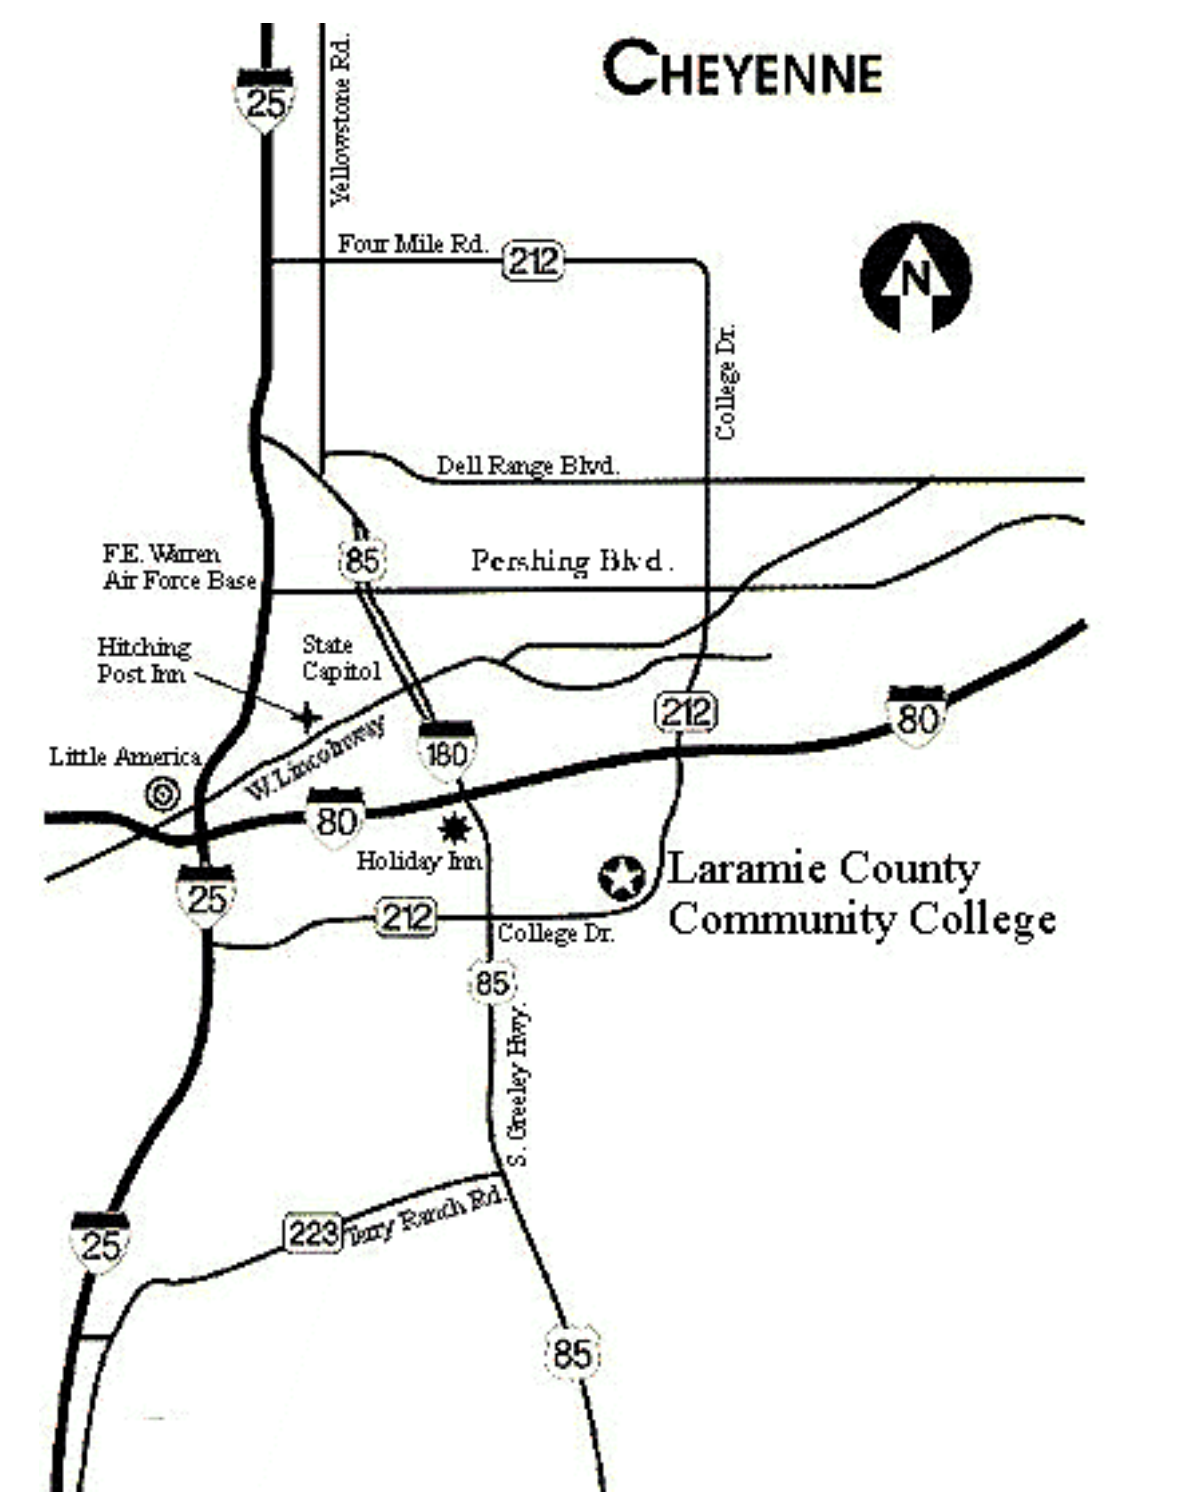 CHEYENNE
25
Yellowstone Rd.
Four Mile Rd.
212
N
College Dr.
Dell Range Blvd.
F.E. Warren
Air Force Base
85
Pershing Blvd.
Hitching
Post Inn
State
Capitol
212
80
Little America
W. Lincolnway
180
80
Holiday Inn
Laramie County
Community College
25
212
College Dr.
85
S. Greeley Hwy.
223
Terry Ranch Rd.
25
85